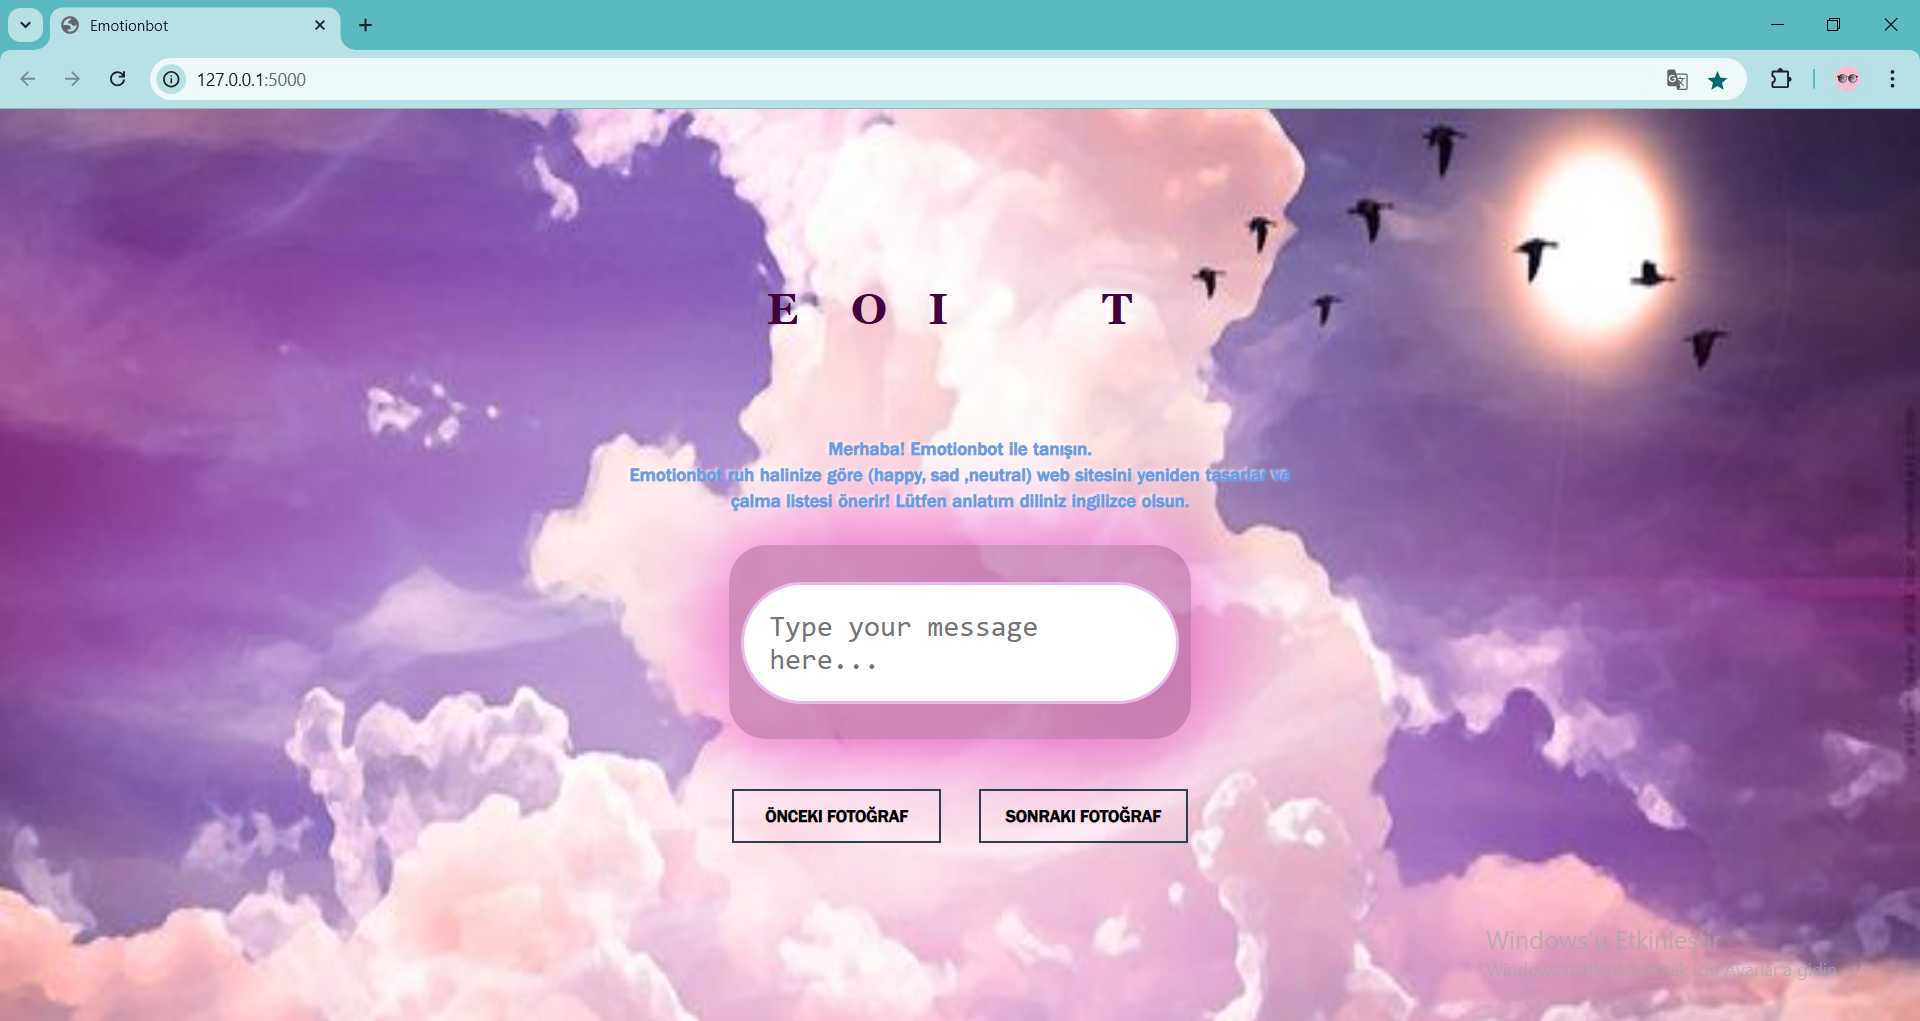 Emotionbot
127.0.0.1:5000
E O I T
Merhaba! Emotionbot ile tanışın.
Emotionbot ruh halinize göre (happy, sad ,neutral) web sitesini yeniden tasarlar ve
çalma listesi önerir! Lütfen anlatım diliniz ingilizce olsun.
Type your message
here...
ÖNCEKI FOTOĞRAF
SONRAKI FOTOĞRAF
Windows'u Etkinleştir
Windows'u etkinleştirmek için Ayarlar'a gidin.